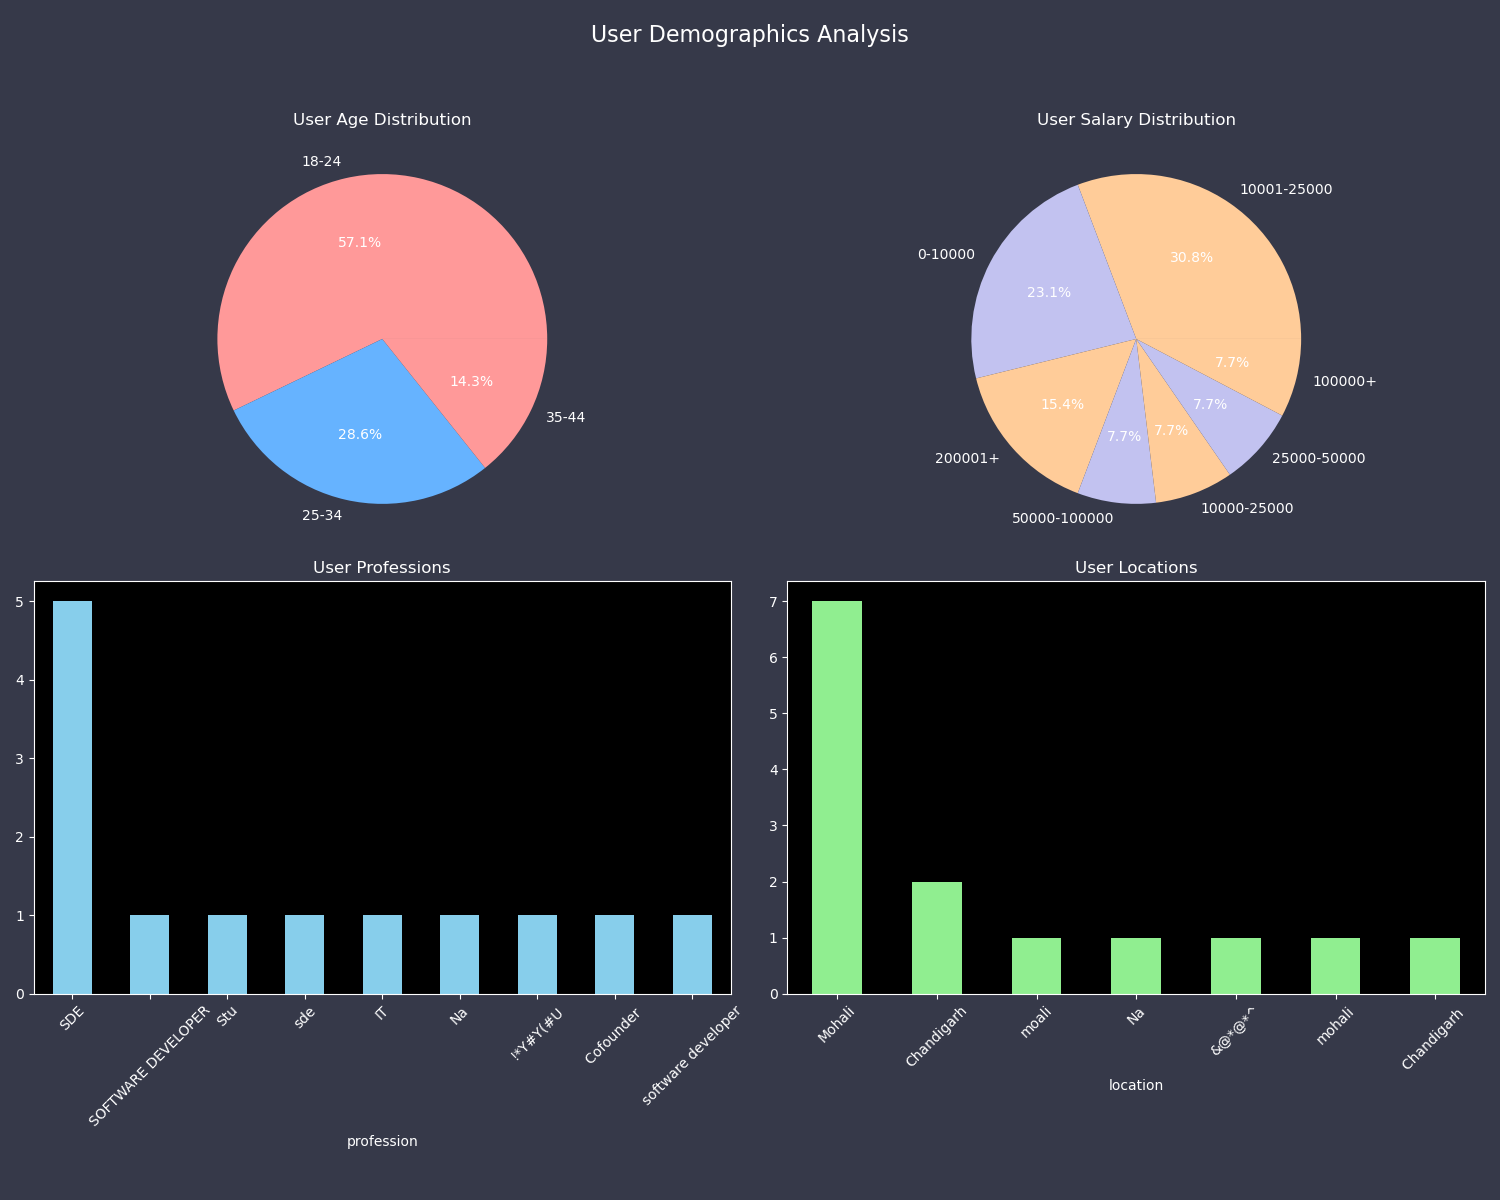 User Demographics Analysis
User Age Distribution
18-24
57.1%
14.3%
35-44
28.6%
25-34
User Salary Distribution
10001-25000
30.8%
0-10000
23.1%
7.7%
100000+
15.4%
7.7%
7.7%
7.7%
200001+
25000-50000
10000-25000
50000-100000
User Professions
5
4
3
2
1
0
SDE
SOFTWARE DEVELOPER
Stu
sde
IT
Na
!*Y#Y(#U
Cofounder
software developer
profession
User Locations
7
6
5
4
3
2
1
0
Mohali
Chandigarh
moali
Na
&@*@*^
mohali
Chandigarh
location